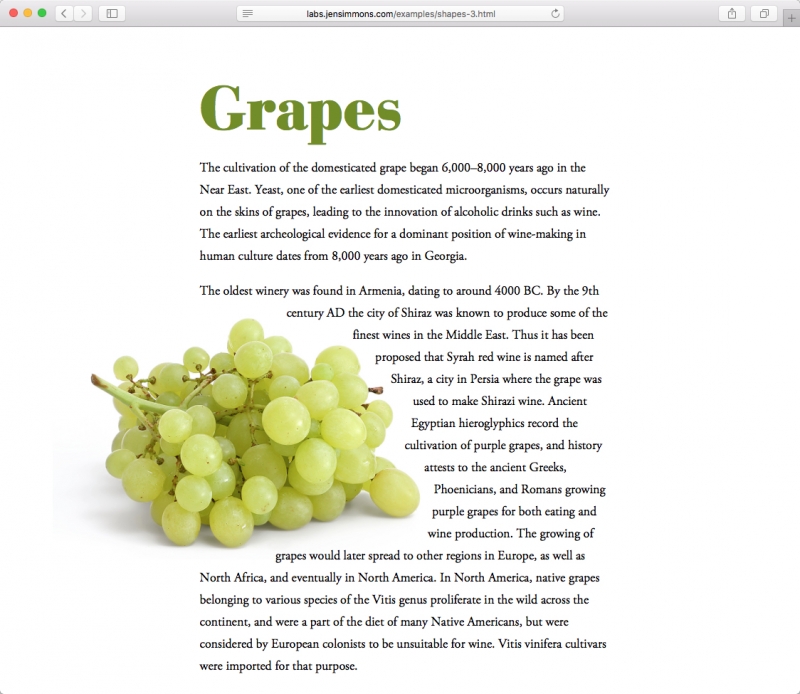 labs.jensimmons.com/examples/shapes-3.html
Grapes
The cultivation of the domesticated grape began 6,000–8,000 years ago in the
Near East. Yeast, one of the earliest domesticated microorganisms, occurs naturally
on the skins of grapes, leading to the innovation of alcoholic drinks such as wine.
The earliest archeological evidence for a dominant position of wine-making in
human culture dates from 8,000 years ago in Georgia.
The oldest winery was found in Armenia, dating to around 4000 BC. By the 9th
century AD the city of Shiraz was known to produce some of the
finest wines in the Middle East. Thus it has been
proposed that Syrah red wine is named after
Shiraz, a city in Persia where the grape was
used to make Shirazi wine. Ancient
Egyptian hieroglyphics record the
cultivation of purple grapes, and history
attests to the ancient Greeks,
Phoenicians, and Romans growing
purple grapes for both eating and
wine production. The growing of
grapes would later spread to other regions in Europe, as well as
North Africa, and eventually in North America. In North America, native grapes
belonging to various species of the Vitis genus proliferate in the wild across the
continent, and were a part of the diet of many Native Americans, but were
considered by European colonists to be unsuitable for wine. Vitis vinifera cultivars
were imported for that purpose.